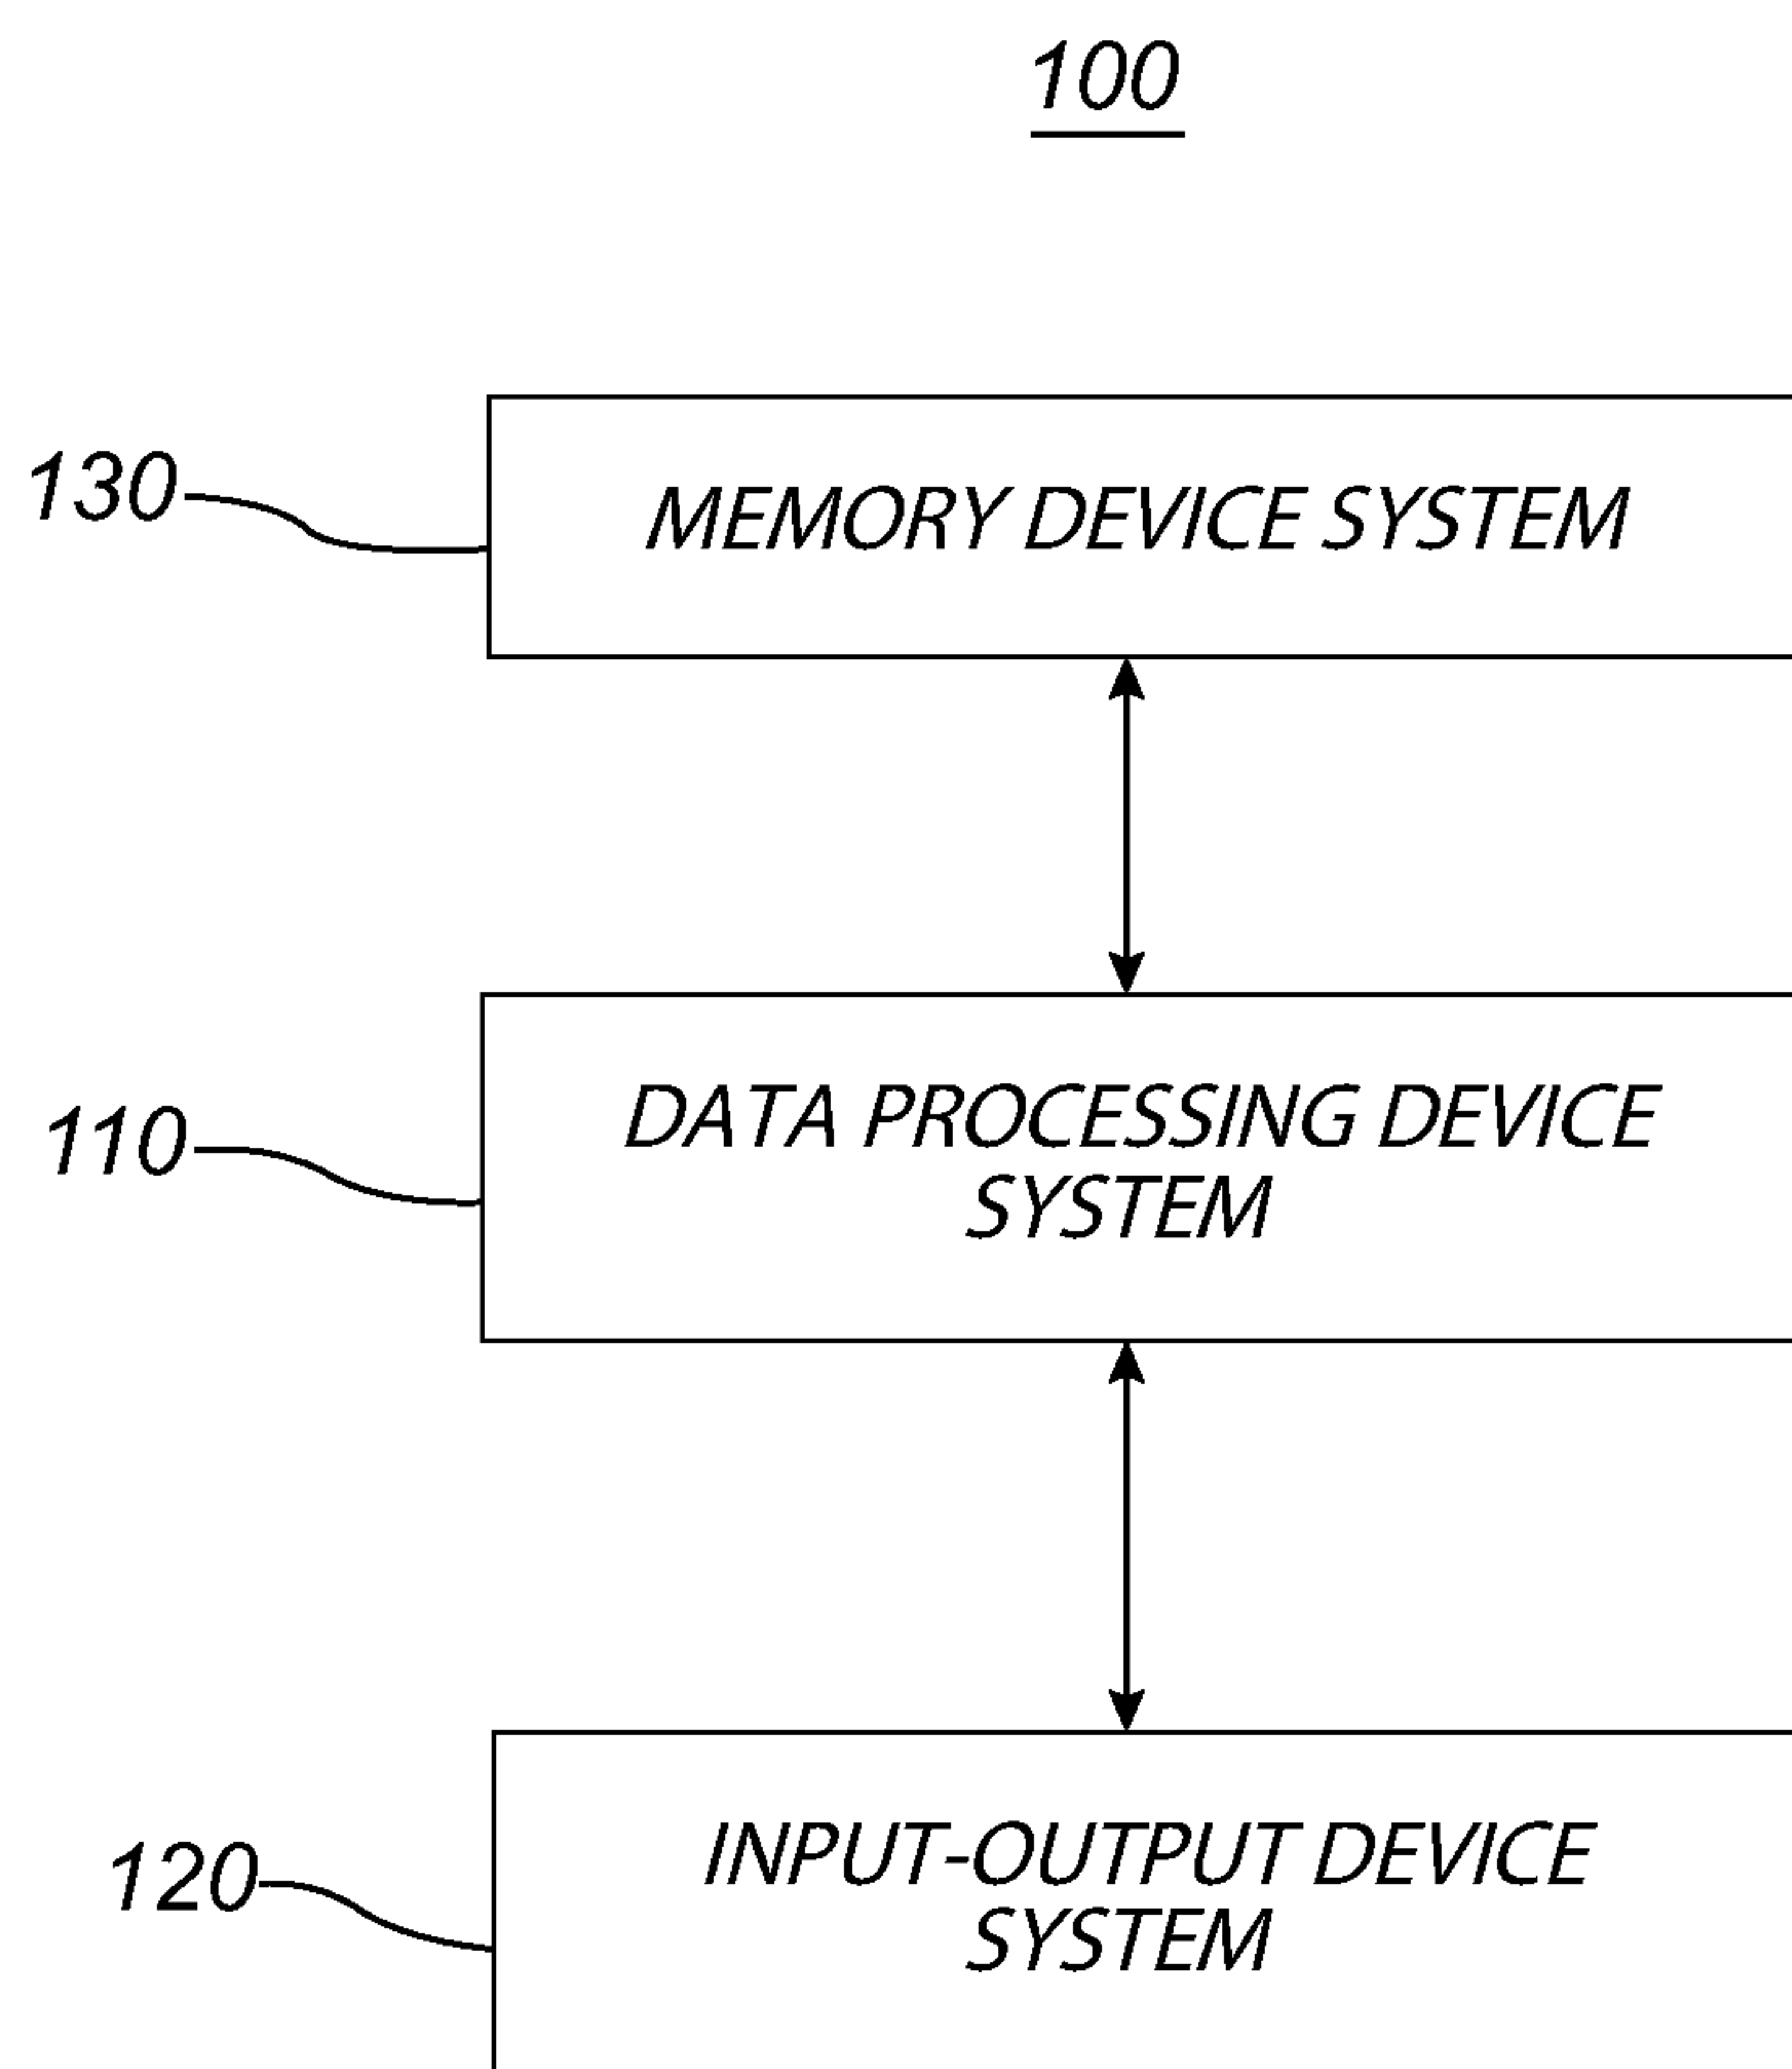 100
130
MEMORY DEVICE SYSTEM
110
DATA PROCESSING DEVICE
SYSTEM
120
INPUT-OUTPUT DEVICE
SYSTEM